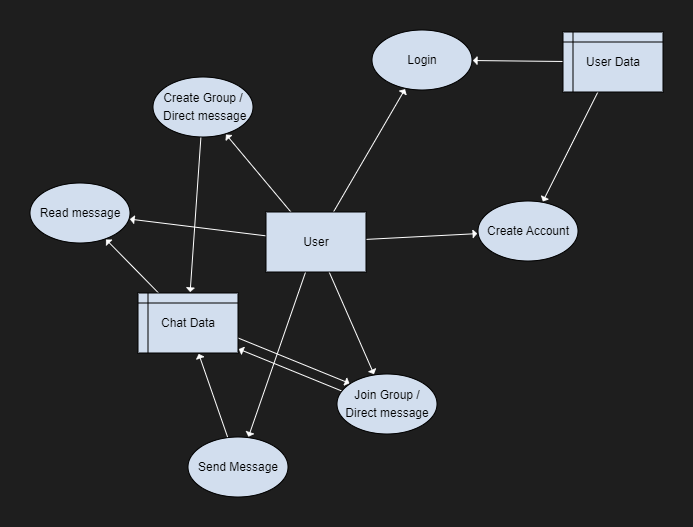 Login
User Data
Create Group /
Direct message
Read message
User
Create Account
Chat Data
Join Group /
Direct message
Send Message